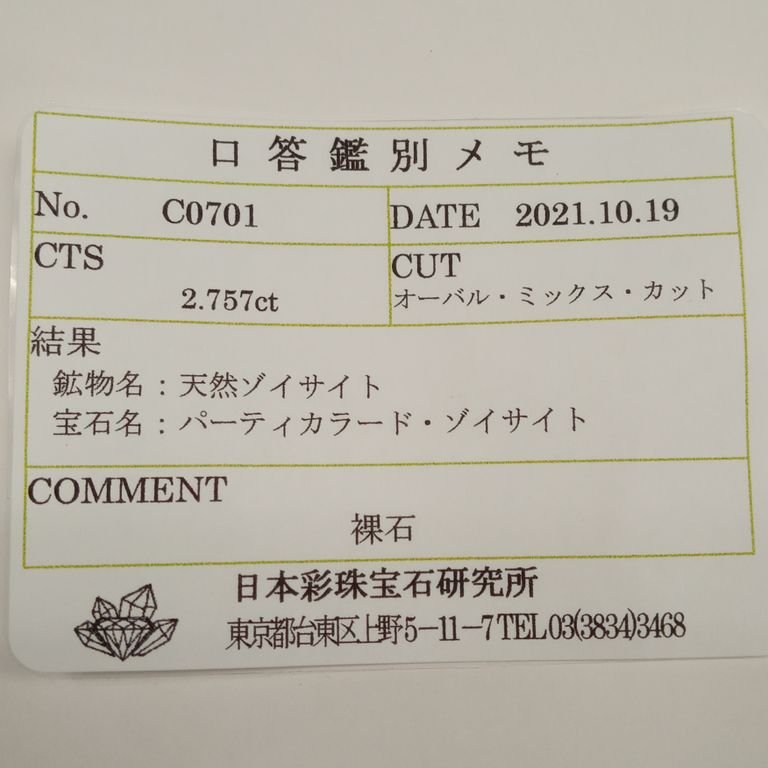 口答鑑別メモ
No. C0701 DATE 2021.10.19
CTS 2.757ct CUT オーバル・ミックス・カット
結果
鉱物名：天然ゾイサイト
宝石名：パーティカラード・ゾイサイト
COMMENT
裸石
日本彩珠宝石研究所
東京都台東区上野5－11－7 TEL 03(3834)3468